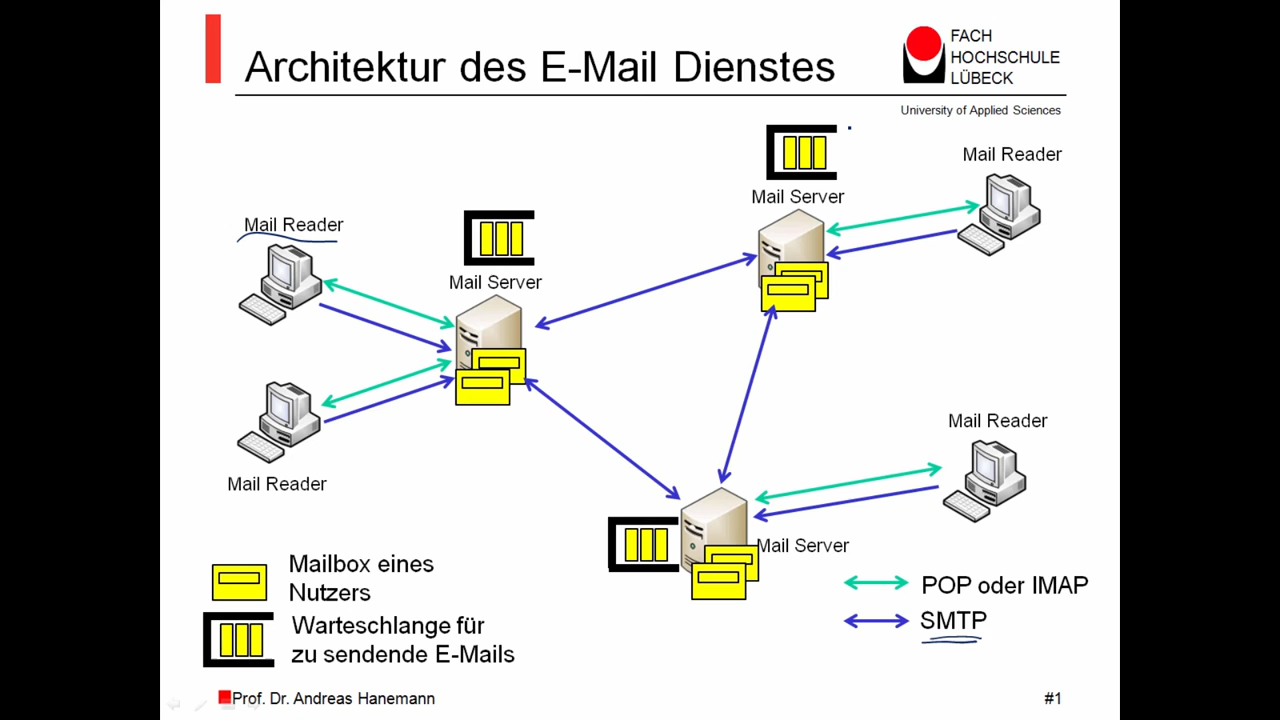 Architektur des E-Mail Dienstes
FACH
HOCHSCHULE
LÜBECK
University of Applied Sciences
Mail Reader
Mail Server
Mail Reader
Mail Server
Mail Reader
Mail Reader
Mail Server
Mailbox eines
Nutzers
Warteschlange für
zu sendende E-Mails
POP oder IMAP
SMTP
Prof. Dr. Andreas Hanemann
#1